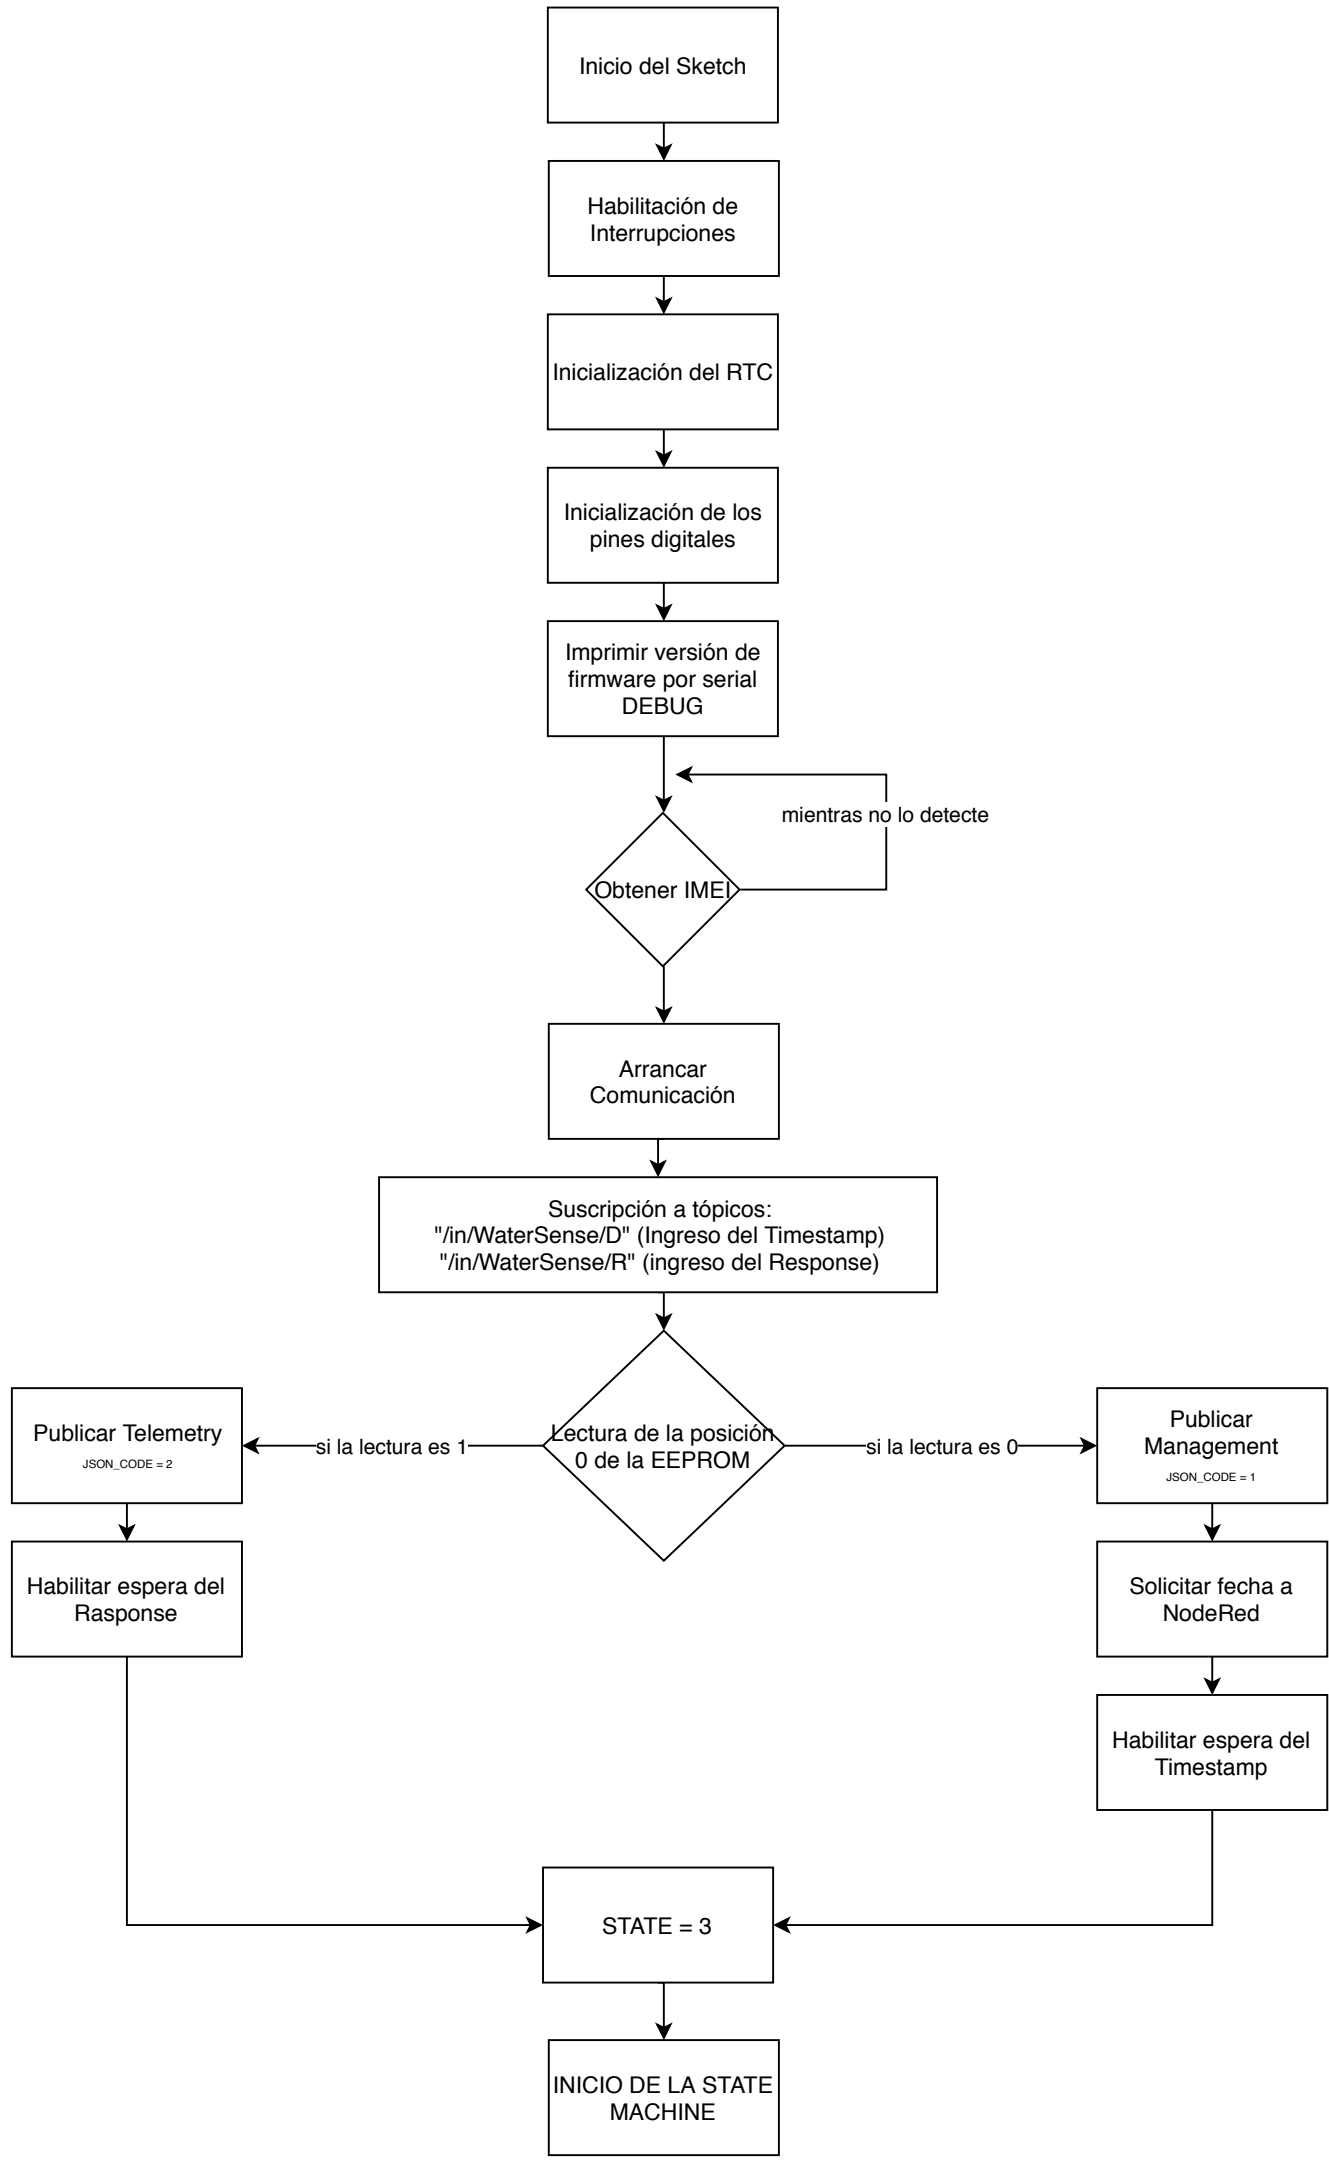 Inicio del Sketch
Habilitación de
Interrupciones
Inicialización del RTC
Inicialización de los
pines digitales
Imprimir versión de
firmware por serial
DEBUG
mientras no lo detecte
Obtener IMEI
Arrancar
Comunicación
Suscripción a tópicos:
"/in/WaterSense/D" (Ingreso del Timestamp)
"/in/WaterSense/R" (ingreso del Response)
Lectura de la posición
0 de la EEPROM
si la lectura es 1
Publicar Telemetry
JSON_CODE = 2
Habilitar espera del
Rasponse
si la lectura es 0
Publicar
Management
JSON_CODE = 1
Solicitar fecha a
NodeRed
Habilitar espera del
Timestamp
STATE = 3
INICIO DE LA STATE
MACHINE